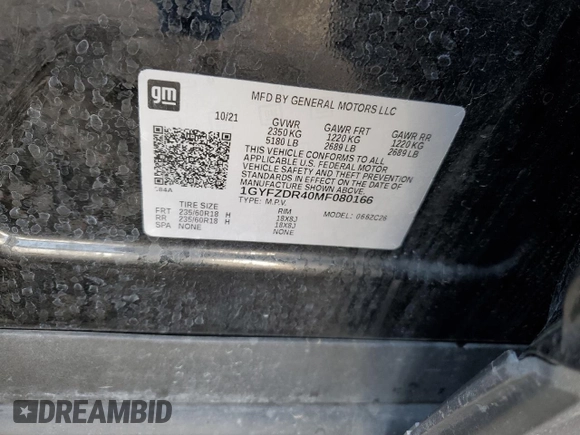 gm
MFD BY GENERAL MOTORS LLC
10/21
GVWR GAWR FRT GAWR RR
2350 KG 1220 KG 1220 KG
5180 LB 2689 LB 2689 LB
THIS VEHICLE CONFORMS TO ALL
APPLICABLE U.S. FEDERAL MOTOR
VEHICLE SAFETY AND THEFT PREVENTION
STANDARDS IN EFFECT ON THE DATE OF
MANUFACTURE SHOWN ABOVE.
1GYFZDR40MF080166
TYPE: M.P.V. MODEL: 0662C26
TIRE SIZE RIM
FRT 235/60R18 H 18X8J
RR 235/60R18 H 18X8J
SPA NONE NONE
DREAMBID